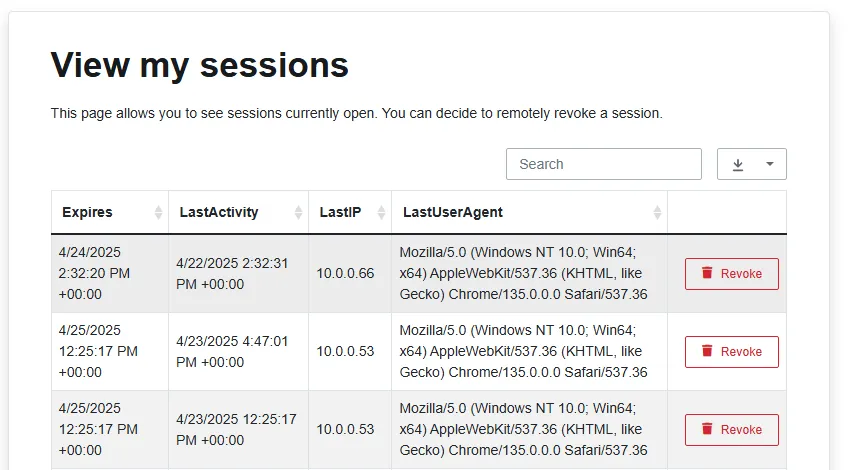 View my sessions
This page allows you to see sessions currently open. You can decide to remotely revoke a session.
Search
Expires LastActivity LastIP LastUserAgent
4/24/2025
2:32:20 PM
+00:00
4/22/2025 2:32:31
PM +00:00
10.0.0.66
Mozilla/5.0 (Windows NT 10.0; Win64;
x64) AppleWebKit/537.36 (KHTML, like
Gecko) Chrome/135.0.0.0 Safari/537.36
Revoke
4/25/2025
12:25:17 PM
+00:00
4/23/2025 4:47:01
PM +00:00
10.0.0.53
Mozilla/5.0 (Windows NT 10.0; Win64;
x64) AppleWebKit/537.36 (KHTML, like
Gecko) Chrome/135.0.0.0 Safari/537.36
Revoke
4/25/2025
12:25:17 PM
+00:00
4/23/2025 12:25:17
PM +00:00
10.0.0.53
Mozilla/5.0 (Windows NT 10.0; Win64;
x64) AppleWebKit/537.36 (KHTML, like
Gecko) Chrome/135.0.0.0 Safari/537.36
Revoke